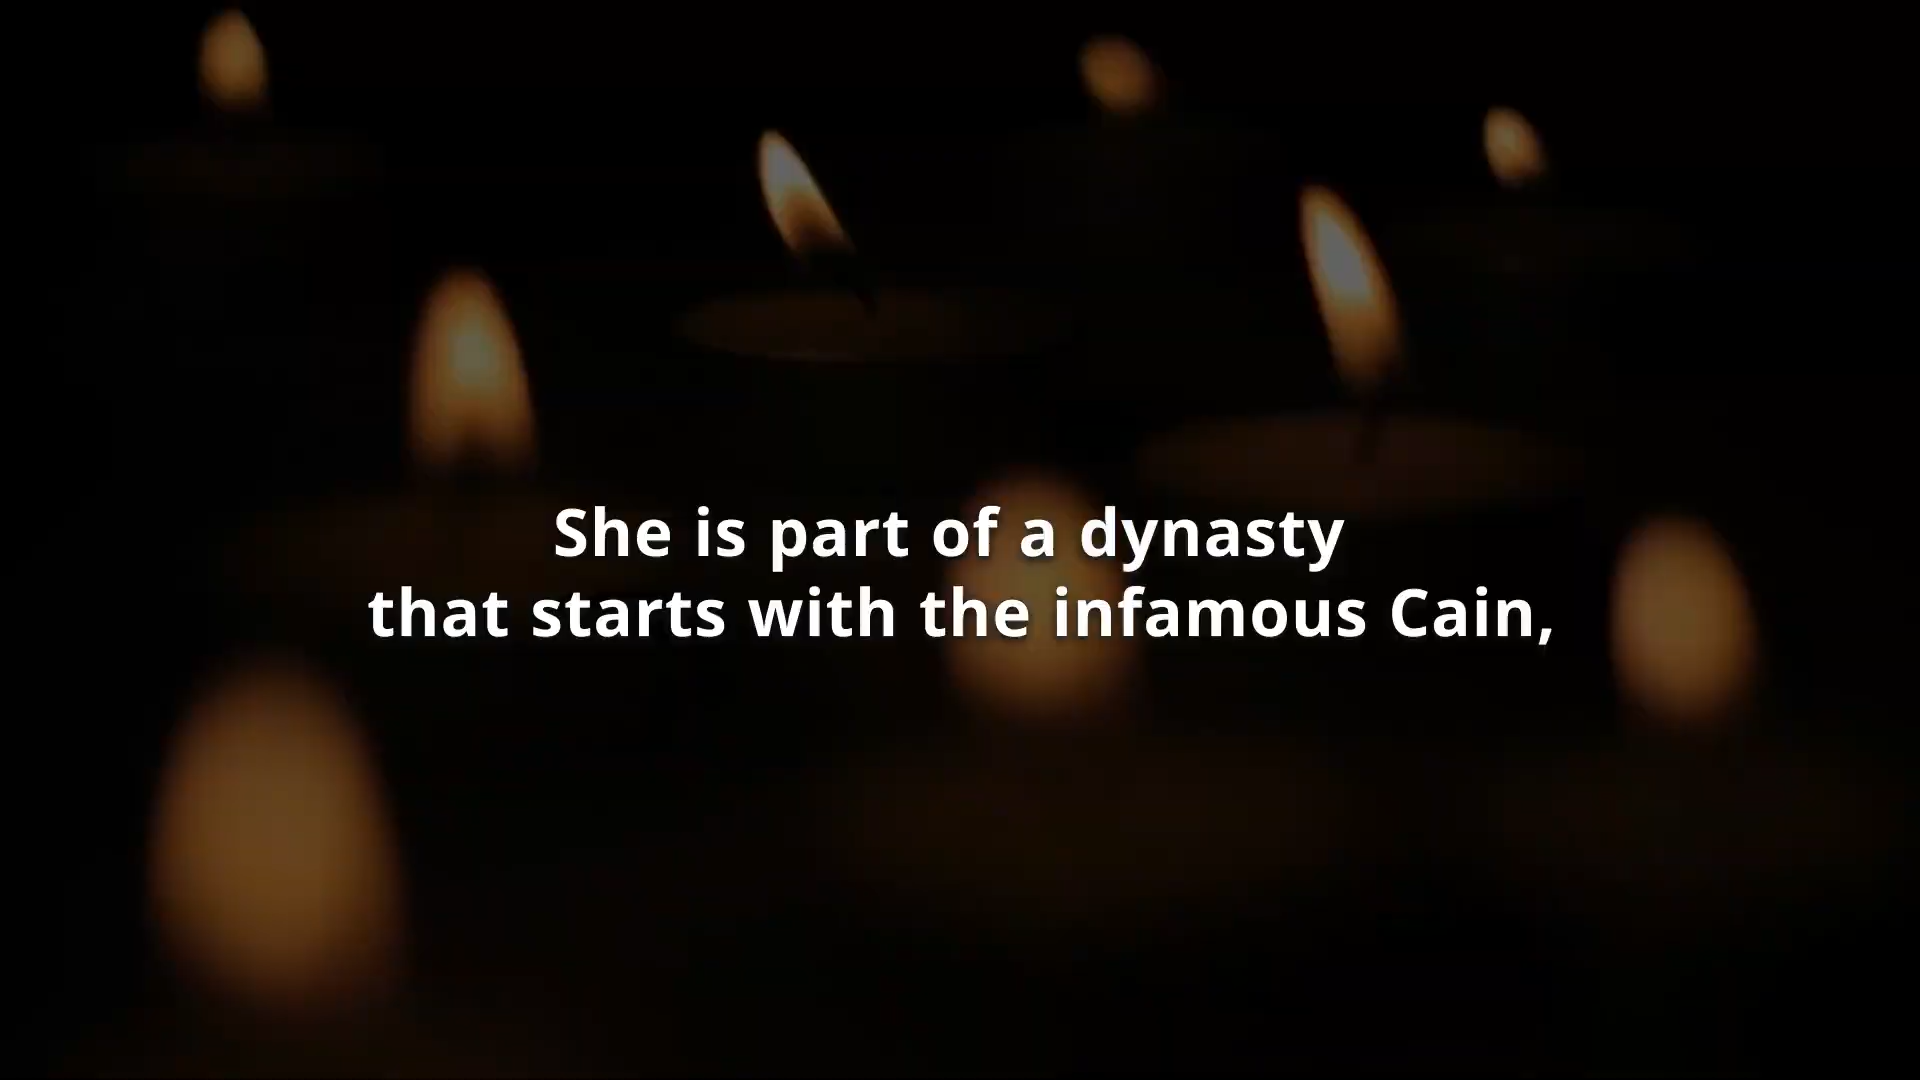 She is part of a dynasty
that starts with the infamous Cain,